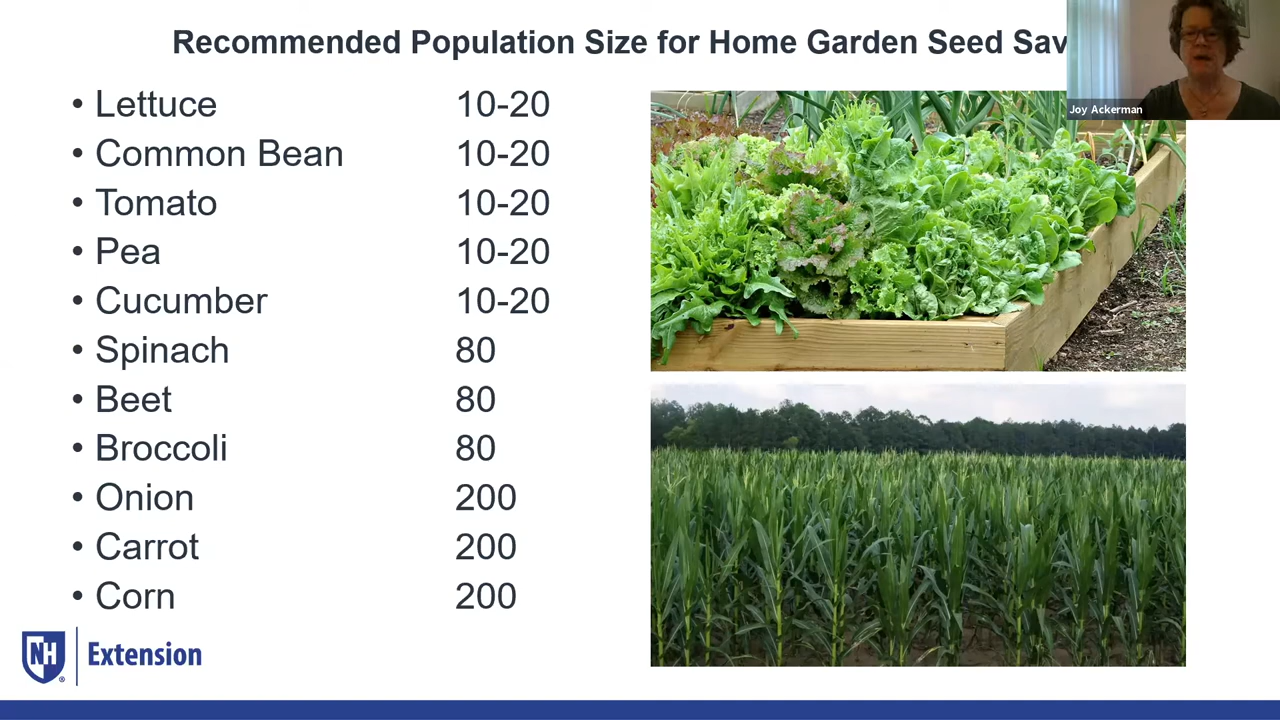 Recommended Population Size for Home Garden Seed Sav
Joy Ackerman
• Lettuce 10-20
• Common Bean 10-20
• Tomato 10-20
• Pea 10-20
• Cucumber 10-20
• Spinach 80
• Beet 80
• Broccoli 80
• Onion 200
• Carrot 200
• Corn 200
NH Extension